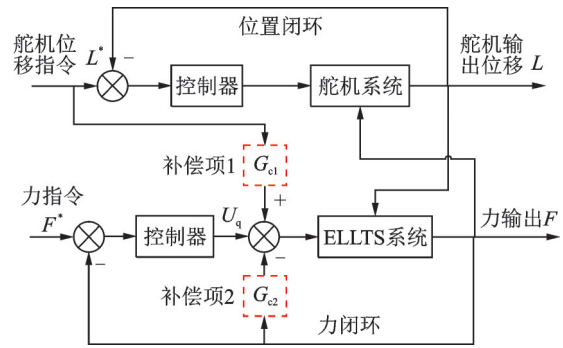 位置闭环
舵机位
移指令 L*
−
控制器
舵机系统
舵机输
出位移 L
补偿项1
Gc1
+
力指令
F*
−
控制器
Uq
−
ELLTS系统
力输出F
补偿项2
Gc2
力闭环